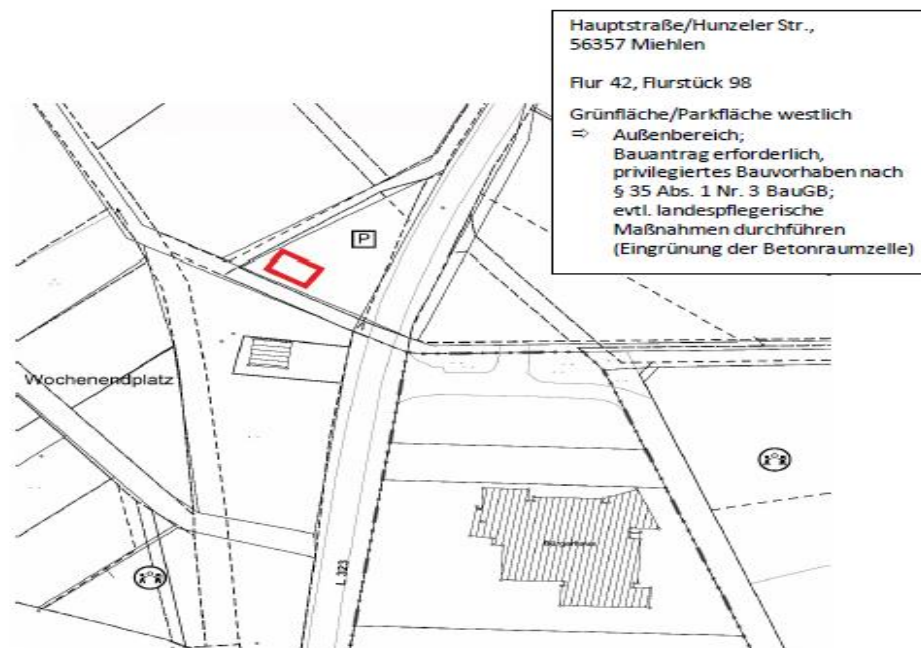 Hauptstraße/Hunzeler Str.,
56357 Miehlen
Flur 42, Flurstück 98
Grünfläche/Parkfläche westlich
⇨ Außenbereich;
Bauantrag erforderlich,
privilegiertes Bauvorhaben nach
§ 35 Abs. 1 Nr. 3 BauGB;
evtl. landespflegerische
Maßnahmen durchführen
(Eingrünung der Betonraumzelle)
P
Wochenendplatz
L 323